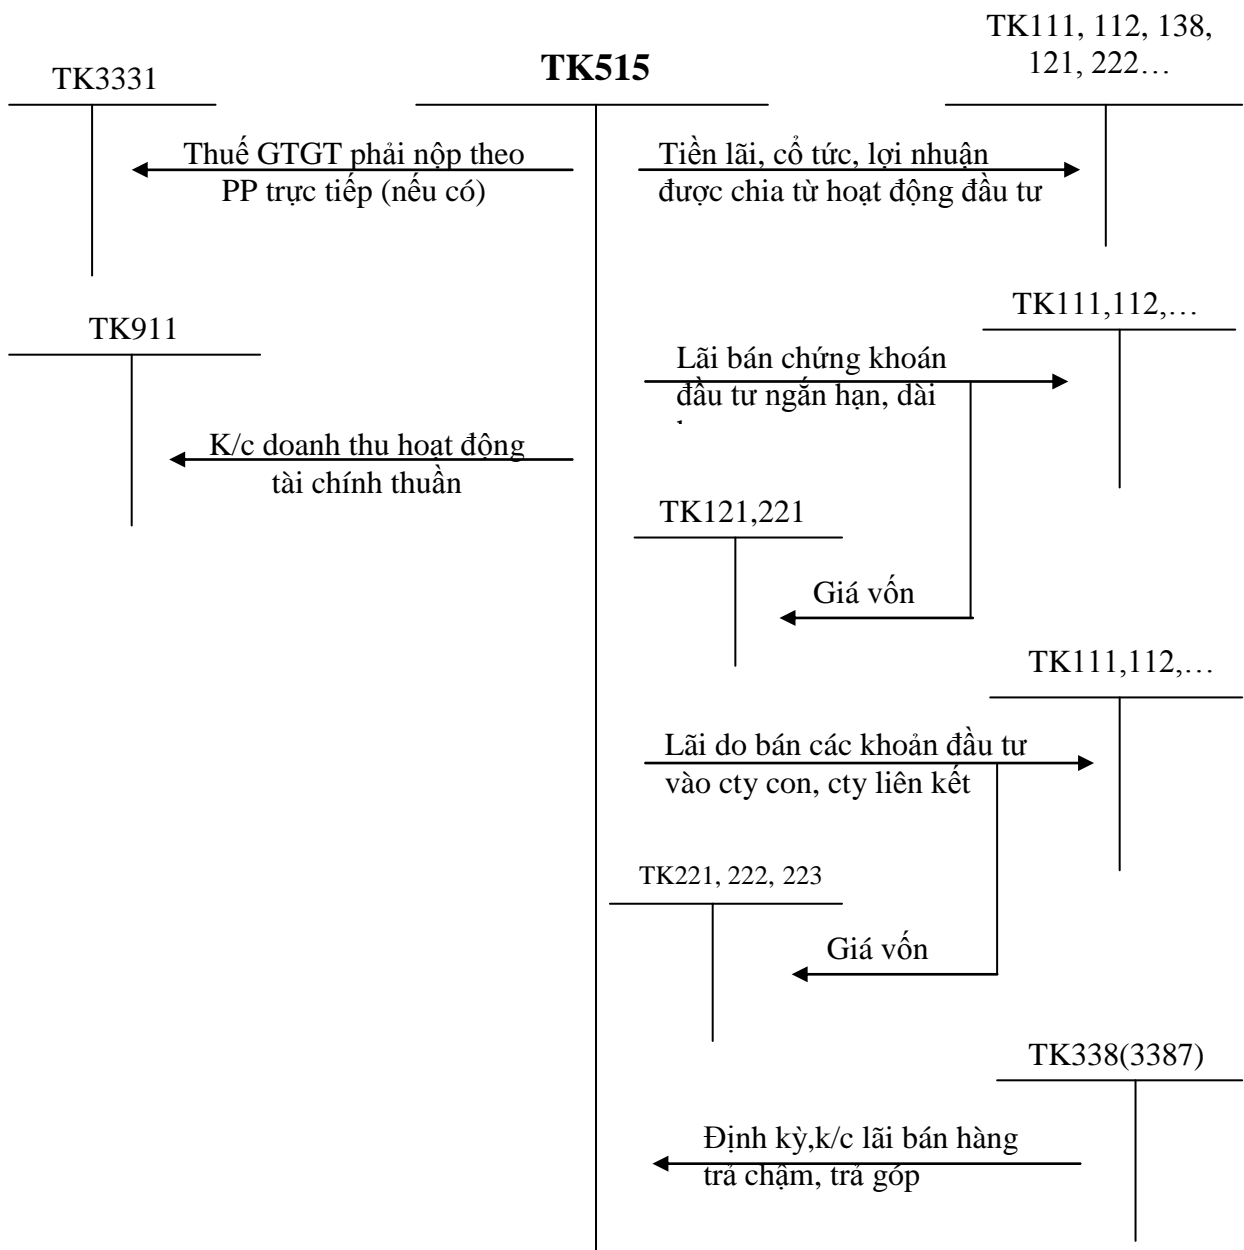 TK111, 112, 138,
121, 222…
TK515
TK3331
Thuế GTGT phải nộp theo
PP trực tiếp (nếu có)
Tiền lãi, cổ tức, lợi nhuận
được chia từ hoạt động đầu tư
TK111,112,…
TK911
Lãi bán chứng khoán
đầu tư ngắn hạn, dài
K/c doanh thu hoạt động
tài chính thuần
TK121,221
Giá vốn
TK111,112,…
Lãi do bán các khoản đầu tư
vào cty con, cty liên kết
TK221, 222, 223
Giá vốn
TK338(3387)
Định kỳ,k/c lãi bán hàng
trả chậm, trả góp